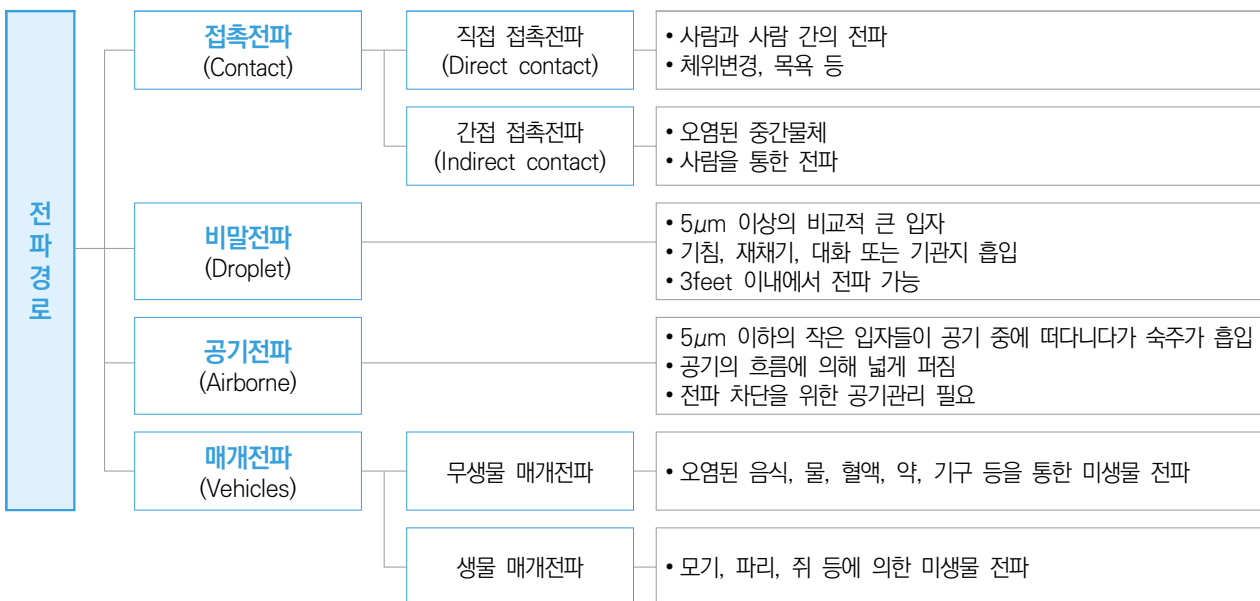 전
파
경
로
접촉전파
(Contact)
직접 접촉전파
(Direct contact)
• 사람과 사람 간의 전파
• 체위변경, 목욕 등
간접 접촉전파
(Indirect contact)
• 오염된 중간물체
• 사람을 통한 전파
비말전파
(Droplet)
• 5μm 이상의 비교적 큰 입자
• 기침, 재채기, 대화 또는 기관지 흡입
• 3feet 이내에서 전파 가능
공기전파
(Airborne)
• 5μm 이하의 작은 입자들이 공기 중에 떠다니다가 숙주가 흡입
• 공기의 흐름에 의해 넓게 퍼짐
• 전파 차단을 위한 공기관리 필요
매개전파
(Vehicles)
무생물 매개전파
• 오염된 음식, 물, 혈액, 약, 기구 등을 통한 미생물 전파
생물 매개전파
• 모기, 파리, 쥐 등에 의한 미생물 전파